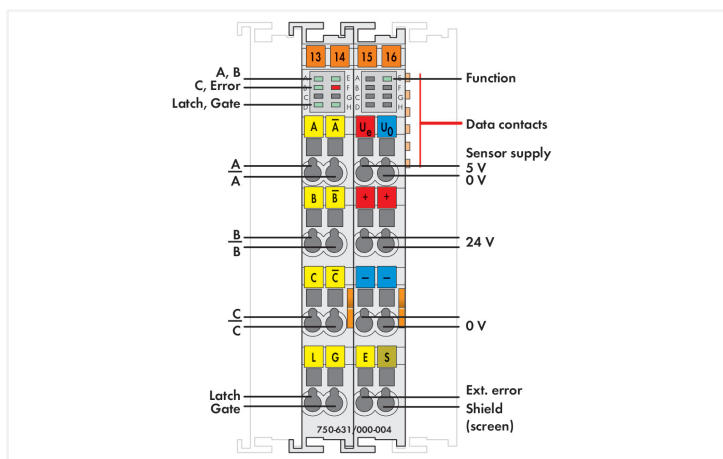 13 14 15 16
A, B
C, Error
Latch, Gate
A E A E
B F B F
C G C G
D H D H
Function
Data contacts
A A̅ Ue U0
Sensor supply
5 V
0 V
A
A̅
B B̅ + +
B
B̅
24 V
C C̅ − −
C
C̅
0 V
L G E S
Latch
Gate
Ext. error
Shield
(screen)
750-631/000-004